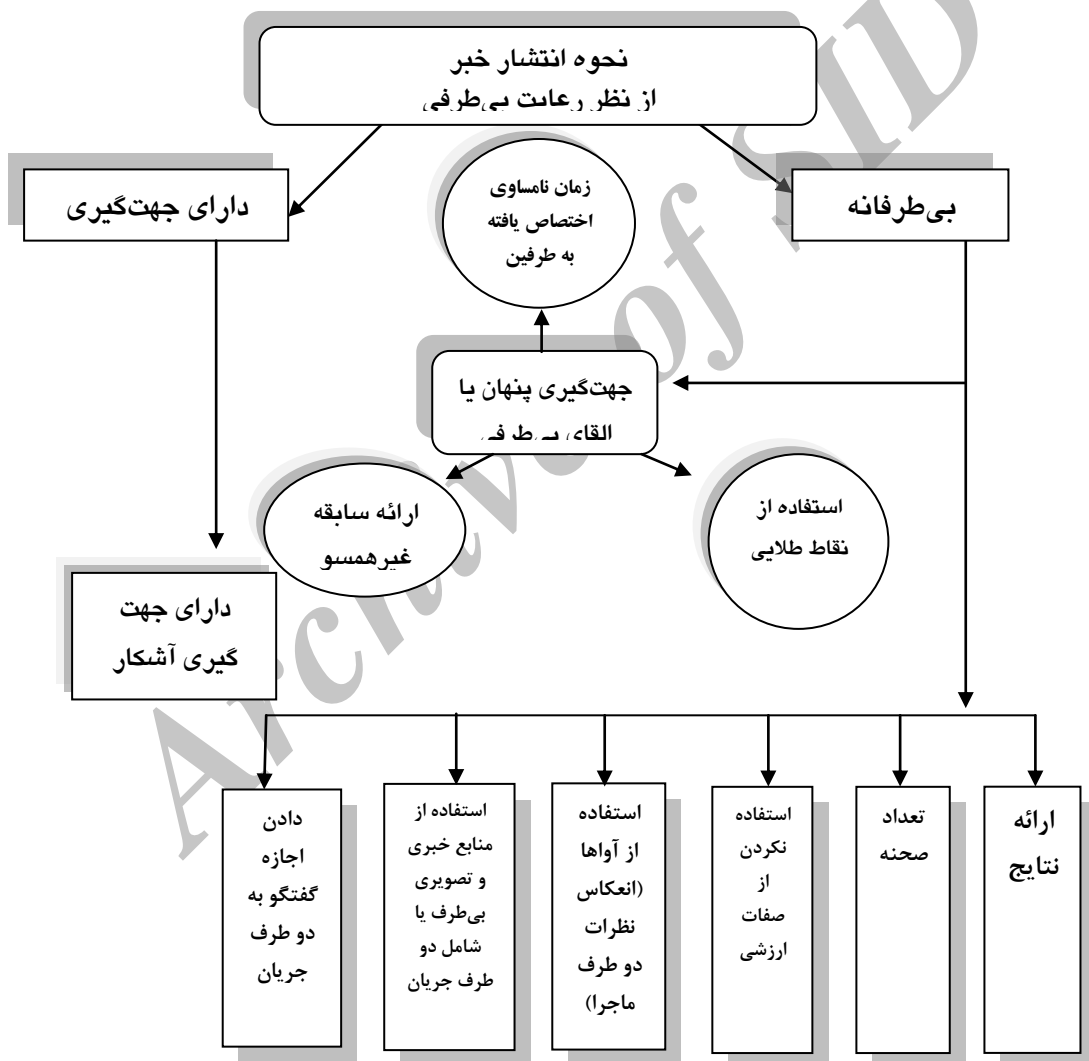 نحوه انتشار خبر
از نظر رعایت بی‌طرفی
بی‌طرفانه
زمان نامساوی
اختصاص یافته
به طرفین
دارای جهت‌گیری
جهت‌گیری پنهان یا
القای بی‌طرفی
استفاده از
نقاط طلایی
ارائه سابقه
غیرهمسو
دارای جهت
گیری آشکار
ارائه
نتایج
تعداد
صحنه
استفاده
نکردن
از
صفات
ارزشی
استفاده
از آواها
(انعکاس
نظرات
دو طرف
ماجرا)
استفاده از
منابع خبری
و تصویری
بی‌طرف یا
شامل دو
طرف جریان
دادن
اجازه
گفتگو به
دو طرف
جریان
Archive of SID